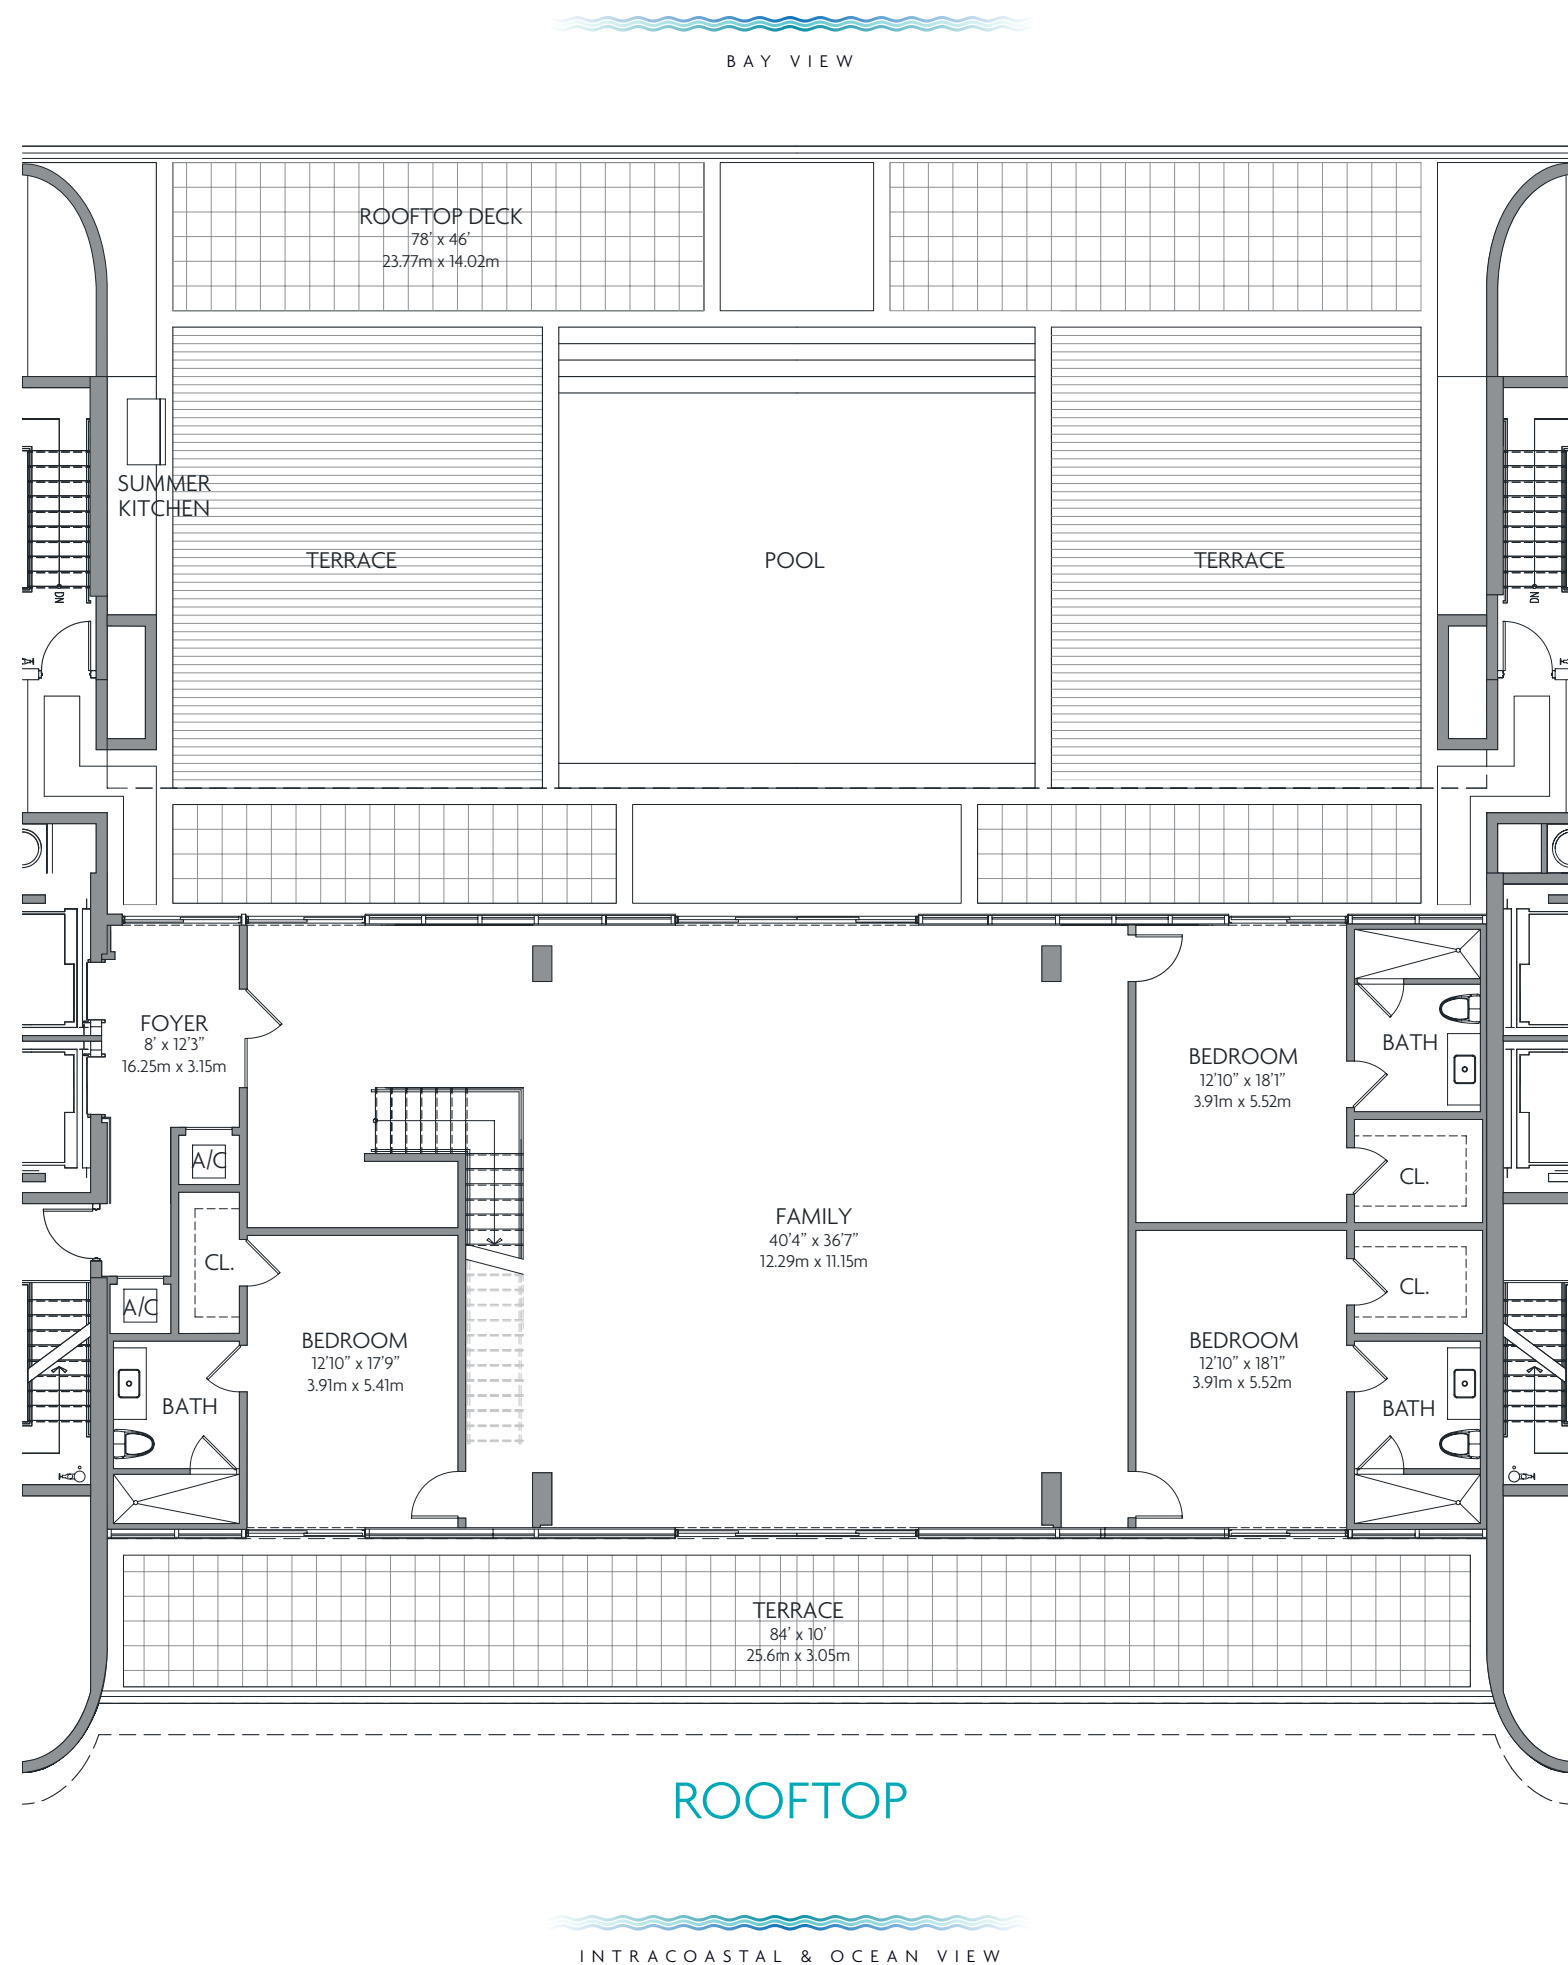 BAY VIEW
ROOFTOP DECK
78' x 46'
23.77m x 14.02m
SUMMER
KITCHEN
TERRACE
POOL
TERRACE
DN
DN
FOYER
8' x 12'3”
16.25m x 3.15m
A/C
CL.
A/C
BATH
BEDROOM
12'10” x 17'9”
3.91m x 5.41m
FAMILY
40'4” x 36'7”
12.29m x 11.15m
BEDROOM
12'10” x 18'1”
3.91m x 5.52m
BATH
CL.
CL.
BEDROOM
12'10” x 18'1”
3.91m x 5.52m
BATH
TERRACE
84' x 10'
25.6m x 3.05m
ROOFTOP
INTRACOASTAL & OCEAN VIEW